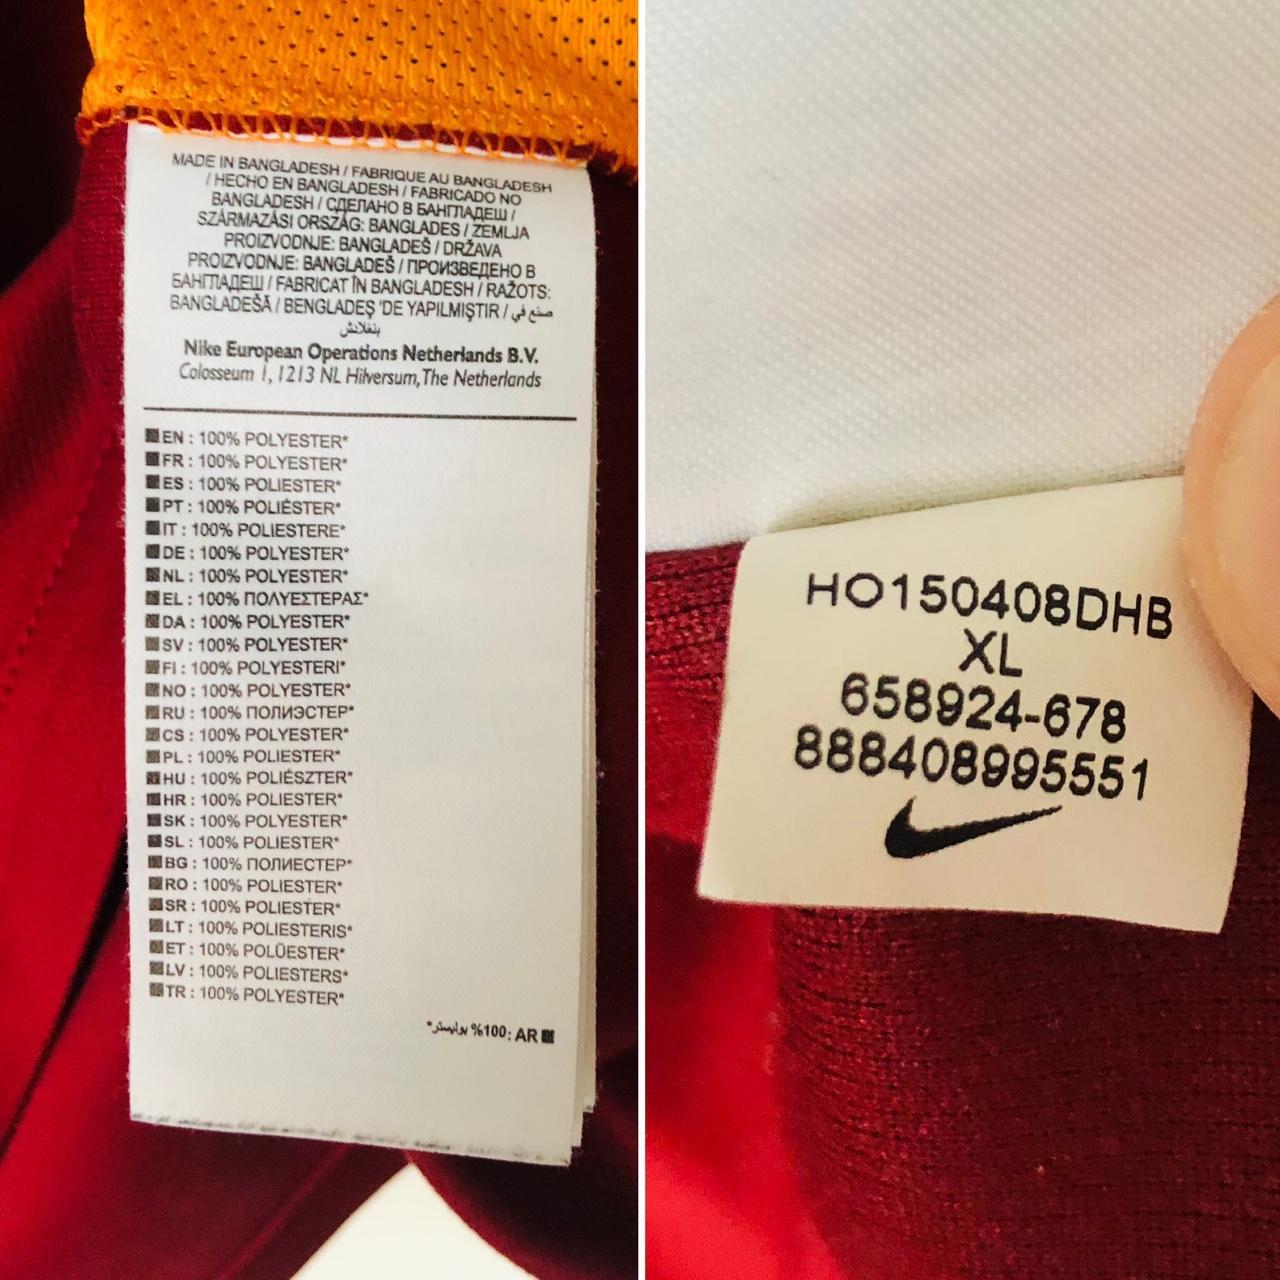 MADE IN BANGLADESH / FABRIQUE AU BANGLADESH
/ HECHO EN BANGLADESH / FABRICADO NO
BANGLADESH / СДЕЛАНО В БАНГЛАДЕШ /
SZÁRMAZÁSI ORSZÁG: BANGLADES / ZEMLJA
PROIZVODNJE: BANGLADEŠ / DRŽAVA
PROIZVODNJE: BANGLADEŠ / ПРОИЗВЕДЕНО В
БАНГЛАДЕШ / FABRICAT ÎN BANGLADESH / RAŽOTS:
BANGLADEŠĀ / BENGLADEŞ 'DE YAPILMIŞTIR / صنع في
بنغلادش
Nike European Operations Netherlands B.V.
Colosseum 1, 1213 NL Hilversum, The Netherlands
EN : 100% POLYESTER*
FR : 100% POLYESTER*
ES : 100% POLIESTER*
PT : 100% POLIÉSTER*
IT : 100% POLIESTERE*
DE : 100% POLYESTER*
NL : 100% POLYESTER*
EL : 100% ΠΟΛΥΕΣΤΕΡΑΣ*
DA : 100% POLYESTER*
SV : 100% POLYESTER*
FI : 100% POLYESTERI*
NO : 100% POLYESTER*
RU : 100% ПОЛИЭСТЕР*
CS : 100% POLYESTER*
PL : 100% POLIESTER*
HU : 100% POLIÉSZTER*
HR : 100% POLIESTER*
SK : 100% POLYESTER*
SL : 100% POLIESTER*
BG : 100% ПОЛИЕСТЕР*
RO : 100% POLIESTER*
SR : 100% POLIESTER*
LT : 100% POLIESTERIS*
ET : 100% POLÜESTER*
LV : 100% POLIESTERS*
TR : 100% POLYESTER*
AR :100% بوليستر*
HO150408DHB
XL
658924-678
888408995551